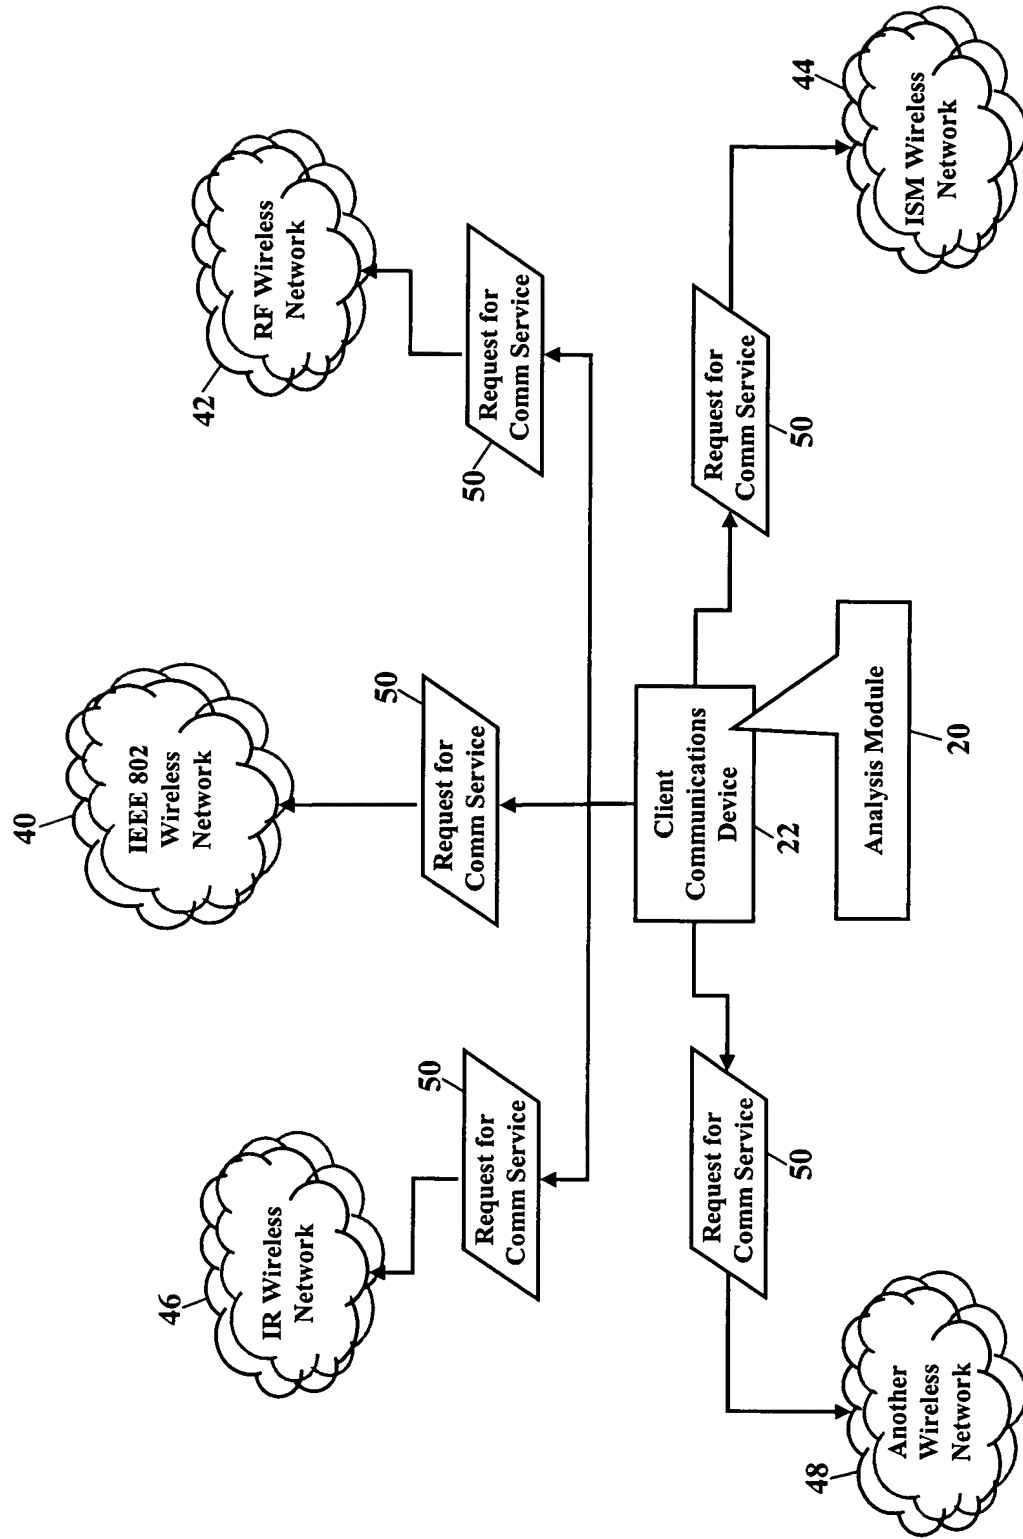 40
IEEE 802
Wireless
Network
46
IR Wireless
Network
42
RF Wireless
Network
50
Request for
Comm Service
50
Request for
Comm Service
50
Request for
Comm Service
48
Another
Wireless
Network
50
Request for
Comm Service
Client
Communications
Device
22
50
Request for
Comm Service
44
ISM Wireless
Network
Analysis Module
20